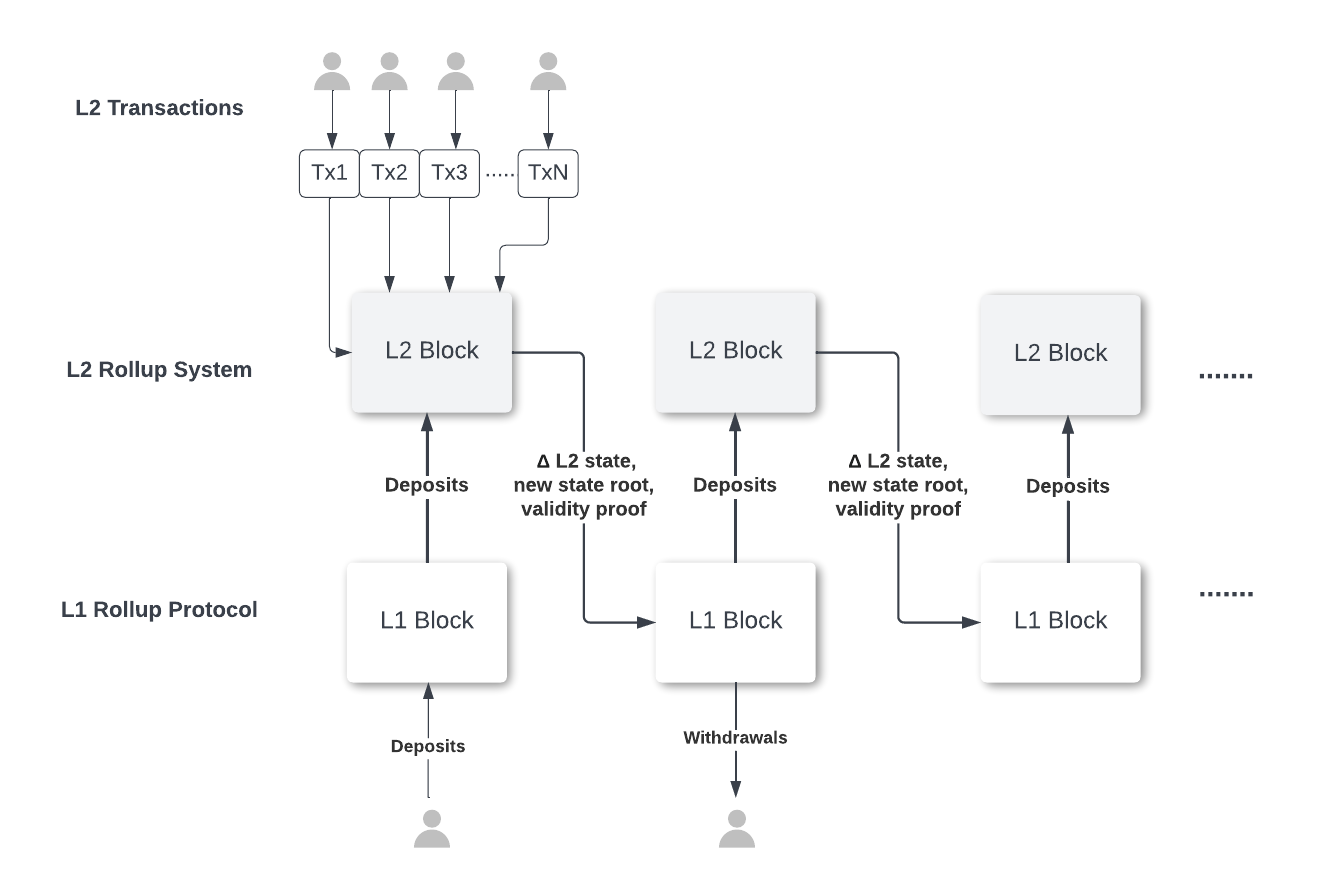 L2 Transactions
Tx1 Tx2 Tx3 ..... TxN
L2 Rollup System
L2 Block
L2 Block
L2 Block
.......
Deposits
Δ L2 state,
new state root,
validity proof
Deposits
Δ L2 state,
new state root,
validity proof
Deposits
L1 Rollup Protocol
L1 Block
L1 Block
L1 Block
.......
Deposits
Withdrawals